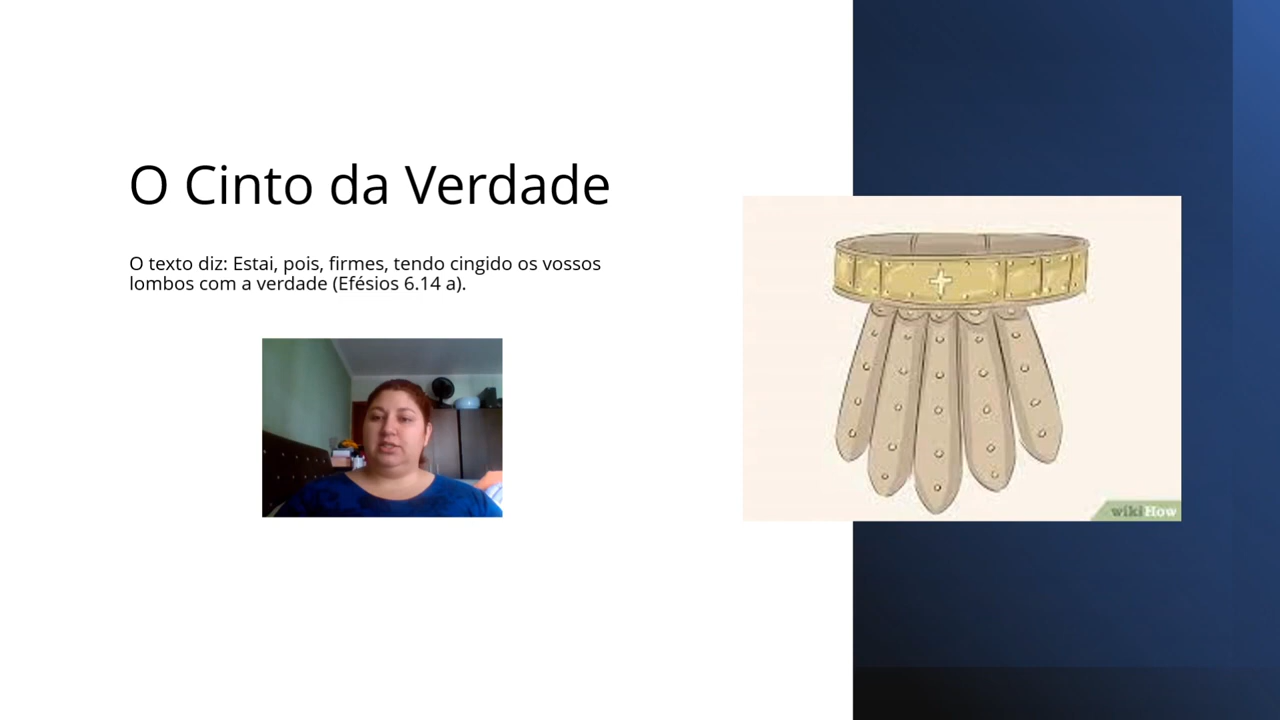 O Cinto da Verdade
O texto diz: Estai, pois, firmes, tendo cingido os vossos
lombos com a verdade (Efésios 6.14 a).
wikiHow